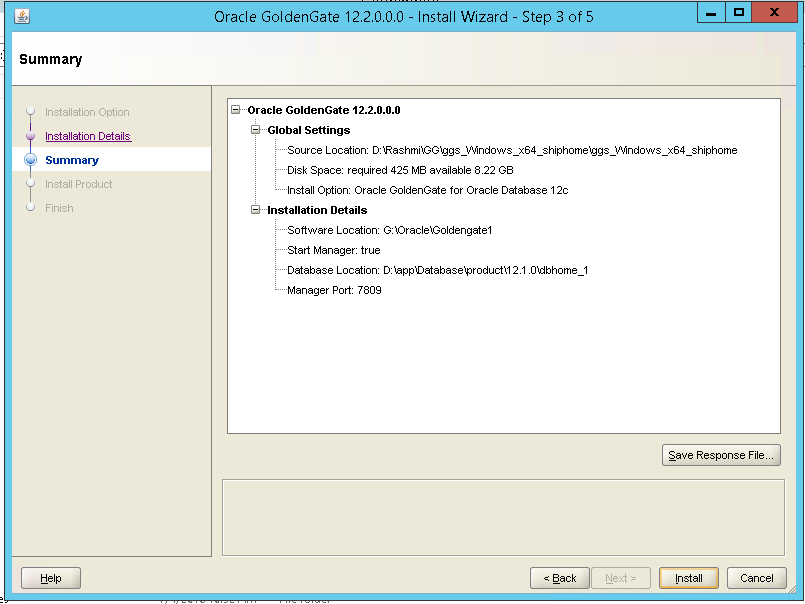 Oracle GoldenGate 12.2.0.0.0 - Install Wizard - Step 3 of 5
Summary
Installation Option
Installation Details
Summary
Install Product
Finish
Oracle GoldenGate 12.2.0.0.0
Global Settings
Source Location: D:\Rashmi\GG\ggs_Windows_x64_shiphome\ggs_Windows_x64_shiphome
Disk Space: required 425 MB available 8.22 GB
Install Option: Oracle GoldenGate for Oracle Database 12c
Installation Details
Software Location: G:\Oracle\Goldengate1
Start Manager: true
Database Location: D:\app\Database\product\12.1.0\dbhome_1
Manager Port: 7809
Save Response File...
Help
< Back
Next >
Install
Cancel